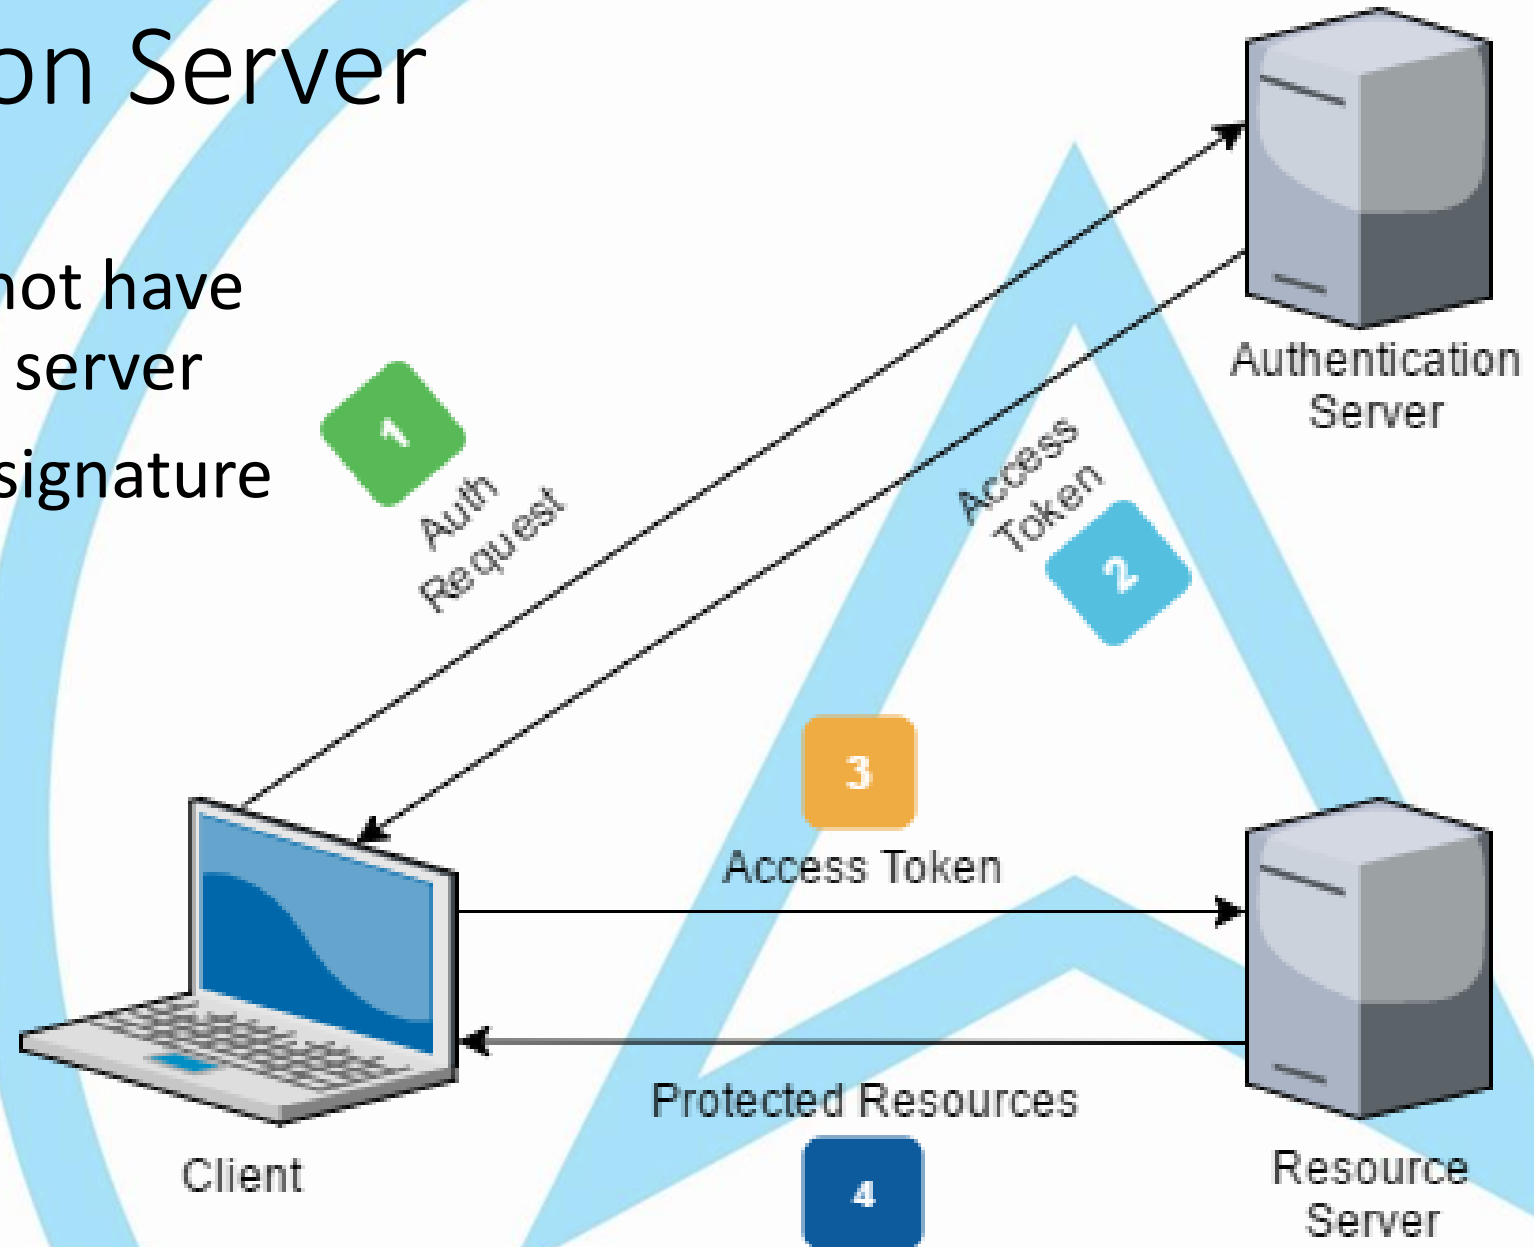 on Server
not have
server
signature
1
Auth
Request
Access
Token
2
Authentication
Server
3
Access Token
Protected Resources
4
Client
Resource
Server